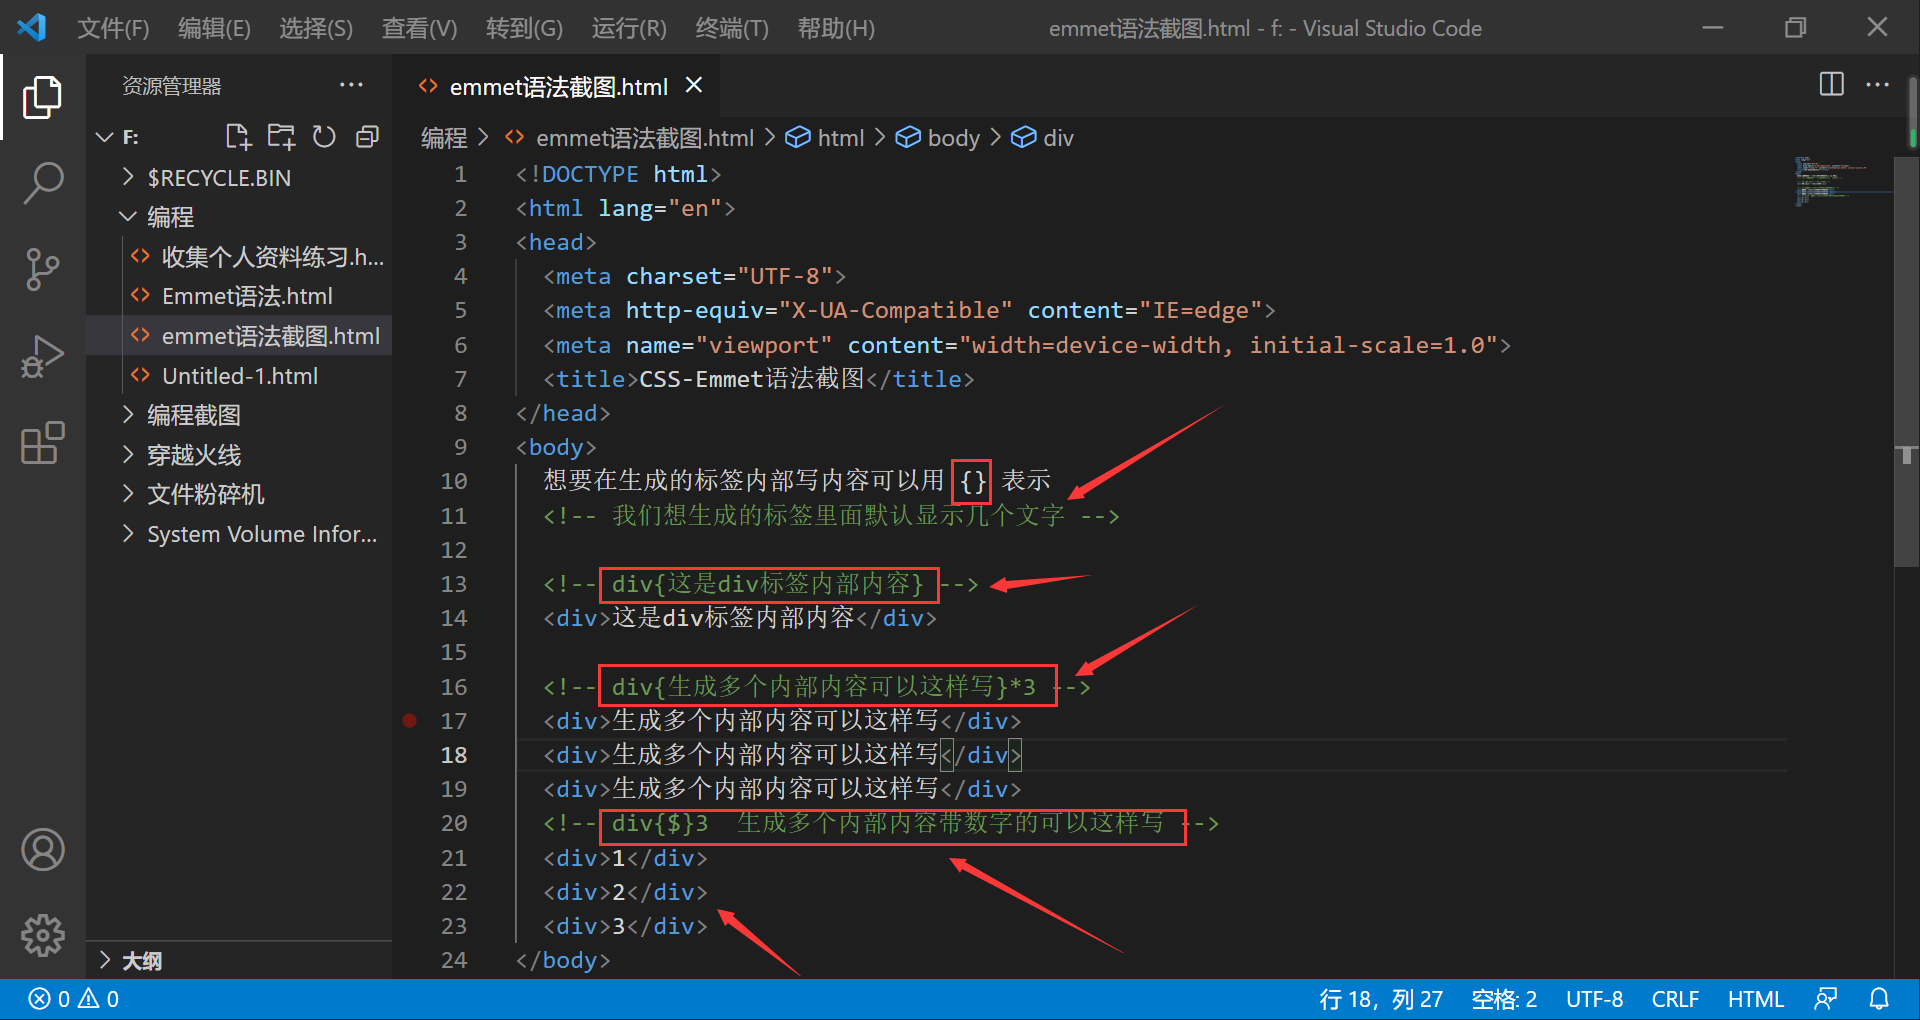 文件(F) 编辑(E) 选择(S) 查看(V) 转到(G) 运行(R) 终端(T) 帮助(H) emmet语法截图.html - f: - Visual Studio Code
资源管理器 ···
F:
$RECYCLE.BIN
编程
收集个人资料练习.h...
Emmet语法.html
emmet语法截图.html
Untitled-1.html
编程截图
穿越火线
文件粉碎机
System Volume Infor...
大纲
emmet语法截图.html
编程 > emmet语法截图.html > html > body > div
1 <!DOCTYPE html>
2 <html lang="en">
3 <head>
4 <meta charset="UTF-8">
5 <meta http-equiv="X-UA-Compatible" content="IE=edge">
6 <meta name="viewport" content="width=device-width, initial-scale=1.0">
7 <title>CSS-Emmet语法截图</title>
8 </head>
9 <body>
10 想要在生成的标签内部写内容可以用 {} 表示
11 <!-- 我们想生成的标签里面默认显示几个文字 -->
12
13 <!-- div{这是div标签内部内容} -->
14 <div>这是div标签内部内容</div>
15
16 <!-- div{生成多个内部内容可以这样写}*3 -->
17 <div>生成多个内部内容可以这样写</div>
18 <div>生成多个内部内容可以这样写</div>
19 <div>生成多个内部内容可以这样写</div>
20 <!-- div{$}3 生成多个内部内容带数字的可以这样写 -->
21 <div>1</div>
22 <div>2</div>
23 <div>3</div>
24 </body>
0 0 行 18，列 27 空格: 2 UTF-8 CRLF HTML